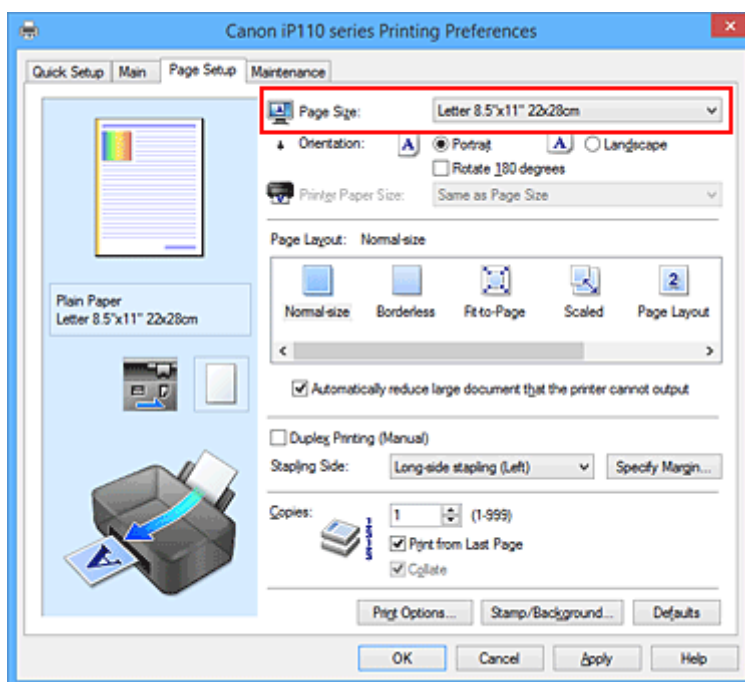 Canon iP110 series Printing Preferences
Quick Setup Main Page Setup Maintenance
Page Size: Letter 8.5"x11" 22x28cm
Orientation: A Portrait A Landscape
Rotate 180 degrees
Printer Paper Size: Same as Page Size
Page Layout: Normal-size
2
Normal-size Borderless Fit-to-Page Scaled Page Layout
Plain Paper
Letter 8.5"x11" 22x28cm
Automatically reduce large document that the printer cannot output
Duplex Printing (Manual)
Stapling Side: Long-side stapling (Left) Specify Margin...
Copies: 1 (1-999)
Print from Last Page
Collate
A
Print Options... Stamp/Background... Defaults
OK Cancel Apply Help